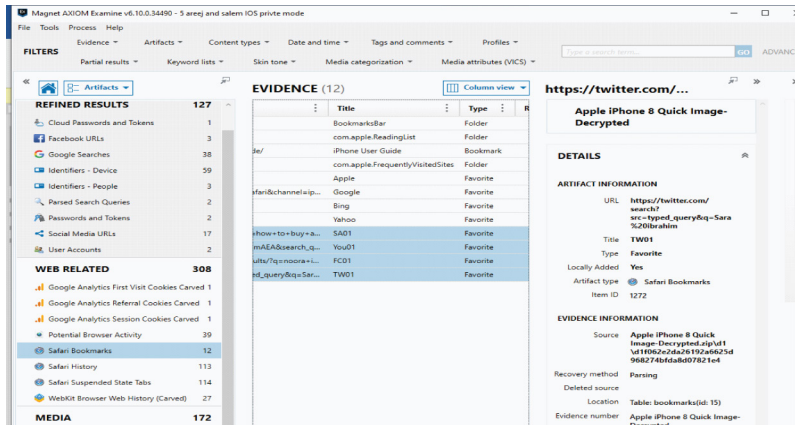 Magnet AXIOM Examine v6.10.0.34490 - 5 areej and salem IOS privte mode
File Tools Process Help
FILTERS
Evidence Artifacts Content types Date and time Tags and comments Profiles
Partial results Keyword lists Skin tone Media categorization Media attributes (VICS)
Type a search term...
GO
ADVANC
Artifacts
REFINED RESULTS 127
Cloud Passwords and Tokens 1
Facebook URLs 3
Google Searches 38
Identifiers - Device 59
Identifiers - People 3
Parsed Search Queries 2
Passwords and Tokens 2
Social Media URLs 17
User Accounts 2
WEB RELATED 308
Google Analytics First Visit Cookies Carved 1
Google Analytics Referral Cookies Carved 1
Google Analytics Session Cookies Carved 1
Potential Browser Activity 39
Safari Bookmarks 12
Safari History 113
Safari Suspended State Tabs 114
WebKit Browser Web History (Carved) 27
MEDIA 172
EVIDENCE (12)
Column view
Title Type R
BookmarksBar Folder
com.apple.ReadingList Folder
de/ iPhone User Guide Bookmark
com.apple.FrequentlyVisitedSites Folder
Apple Favorite
afari&channel=ip... Google Favorite
Bing Favorite
Yahoo Favorite
+how+to+buy+a... SA01 Favorite
mAEA&search_q... You01 Favorite
ults/?q=noora+i... FC01 Favorite
ed_query&q=Sar... TW01 Favorite
https://twitter.com/...
Apple iPhone 8 Quick Image-
Decrypted
DETAILS
ARTIFACT INFORMATION
URL https://twitter.com/
search?
src=typed_query&q=Sara
%20ibrahim
Title TW01
Type Favorite
Locally Added Yes
Artifact type Safari Bookmarks
Item ID 1272
EVIDENCE INFORMATION
Source Apple iPhone 8 Quick
Image-Decrypted.zip\d1
\d1f062e2da26192a6625d
968274bfda8d07821e4
Recovery method Parsing
Deleted source
Location Table: bookmarks(id: 15)
Evidence number Apple iPhone 8 Quick Image-
Decrypted